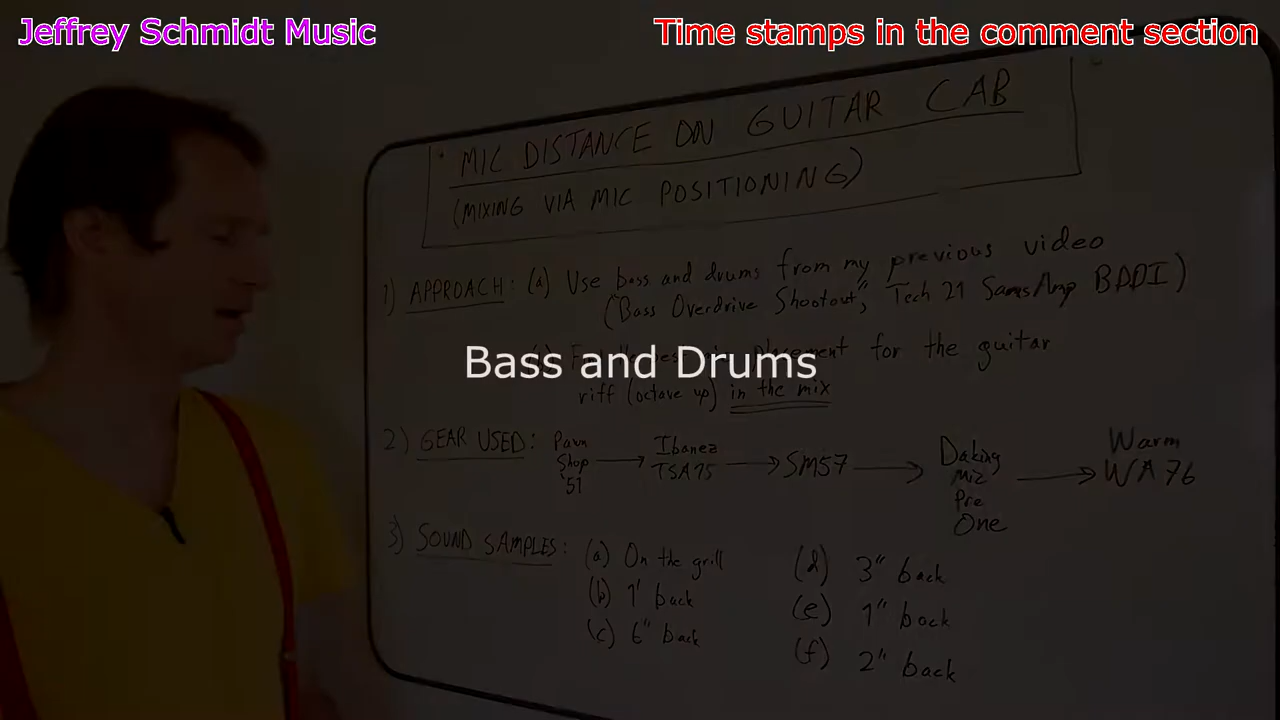 Jeffrey Schmidt Music
Time stamps in the comment section
MIC DISTANCE ON GUITAR CAB
(MIXING VIA MIC POSITIONING)
1) APPROACH: (a) Use bass and drums from my previous video
("Bass Overdrive Shootout", Tech 21 SansAmp BDDI)
for the guitar
Bass and Drums
riff (octave up) in the mix
2) GEAR USED: Pawn Shop '51 → Ibanez TSA15 → SM57 → Daking Mic Pre One → Warm WA76
3) SOUND SAMPLES: (a) On the grill
(b) 1' back
(c) 6" back
(d) 3" back
(e) 1" back
(f) 2" back